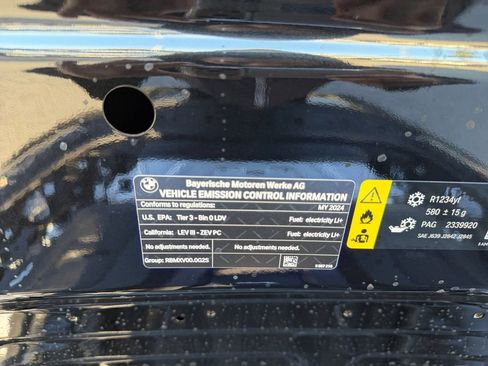 BMW
Bayerische Motoren Werke AG
VEHICLE EMISSION CONTROL INFORMATION
Conforms to regulations: MY 2024
U.S. EPA: Tier 3 - Bin 0 LDV Fuel: electricity Li+
California: LEV III - ZEV PC Fuel: electricity Li+
No adjustments needed. No adjustments needed.
Group: RBMXV00.0G2S
R1234yf
580 ± 15 g
PAG 2339920
SAE J639 J2842 J2845